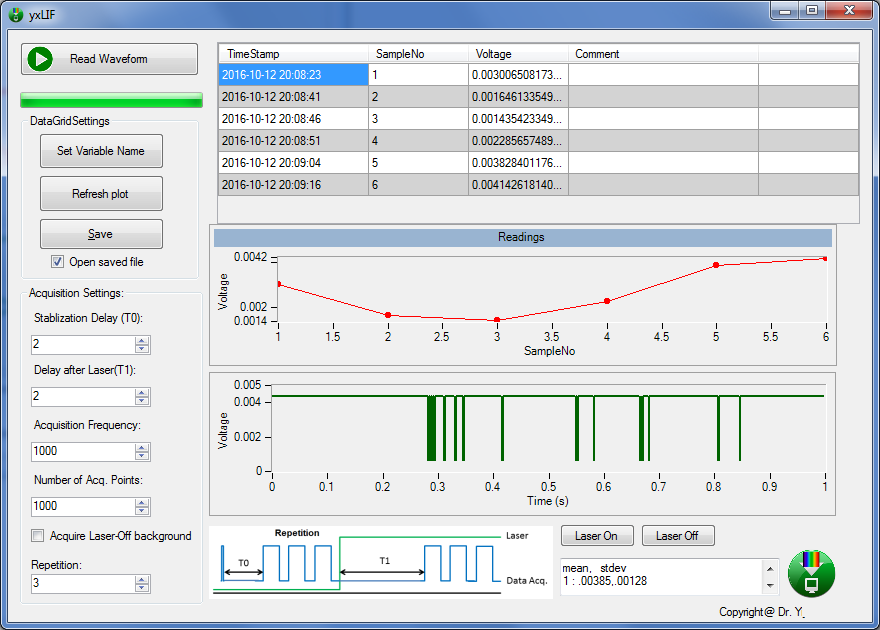 yxLIF
Read Waveform
DataGridSettings
Set Variable Name
Refresh plot
Save
Open saved file
Acquisition Settings:
Stablization Delay (T0):
2
Delay after Laser(T1):
2
Acquisition Frequency:
1000
Number of Acq. Points:
1000
Acquire Laser-Off background
Repetition:
3
TimeStamp SampleNo Voltage Comment
2016-10-12 20:08:23 1 0.003006508173...
2016-10-12 20:08:41 2 0.001646133549...
2016-10-12 20:08:46 3 0.001435423349...
2016-10-12 20:08:51 4 0.002285657489...
2016-10-12 20:09:04 5 0.003828401176...
2016-10-12 20:09:16 6 0.004142618140...
Readings
Voltage
0.0042
0.002
0.0014
1 1.5 2 2.5 3 3.5 4 4.5 5 5.5 6
SampleNo
Voltage
0.005
0.004
0.002
0
0 0.1 0.2 0.3 0.4 0.5 0.6 0.7 0.8 0.9 1
Time (s)
Repetition
Laser
T0
T1
Data Acq.
Laser On Laser Off
mean, stdev
1 : .00385,.00128
Copyright@ Dr. Y.